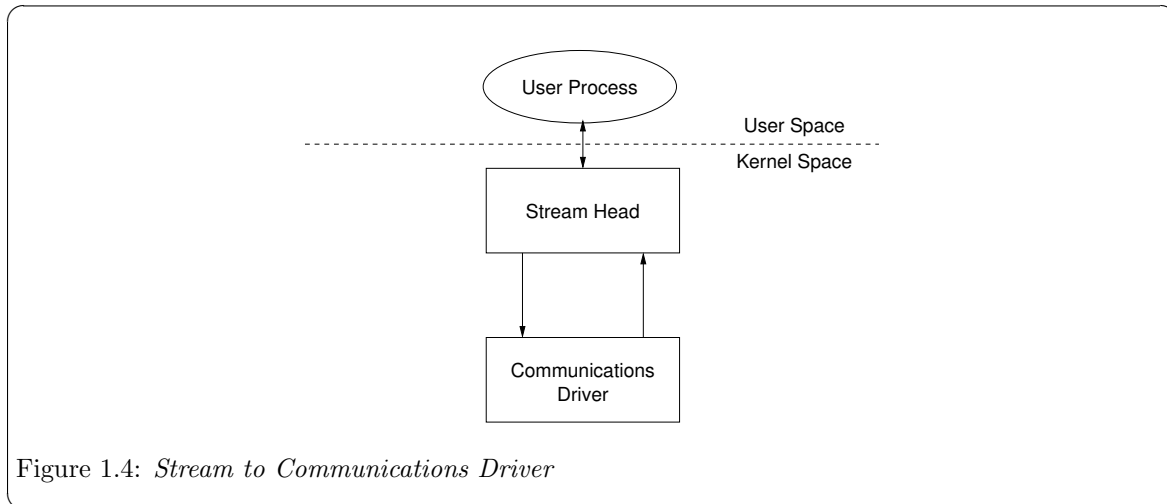 User Process
User Space
Kernel Space
Stream Head
Communications
Driver
Figure 1.4: Stream to Communications Driver